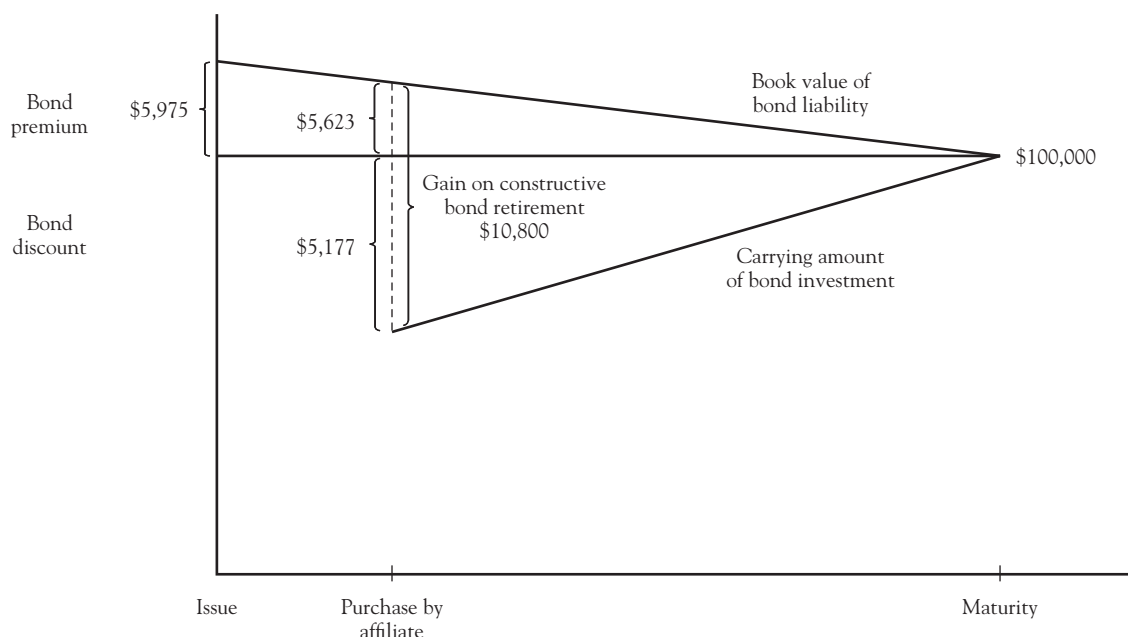 Bond
premium
$5,975
$5,623
Book value of
bond liability
$100,000
Bond
discount
$5,177
Gain on constructive
bond retirement
$10,800
Carrying amount
of bond investment
Issue
Purchase by
affiliate
Maturity